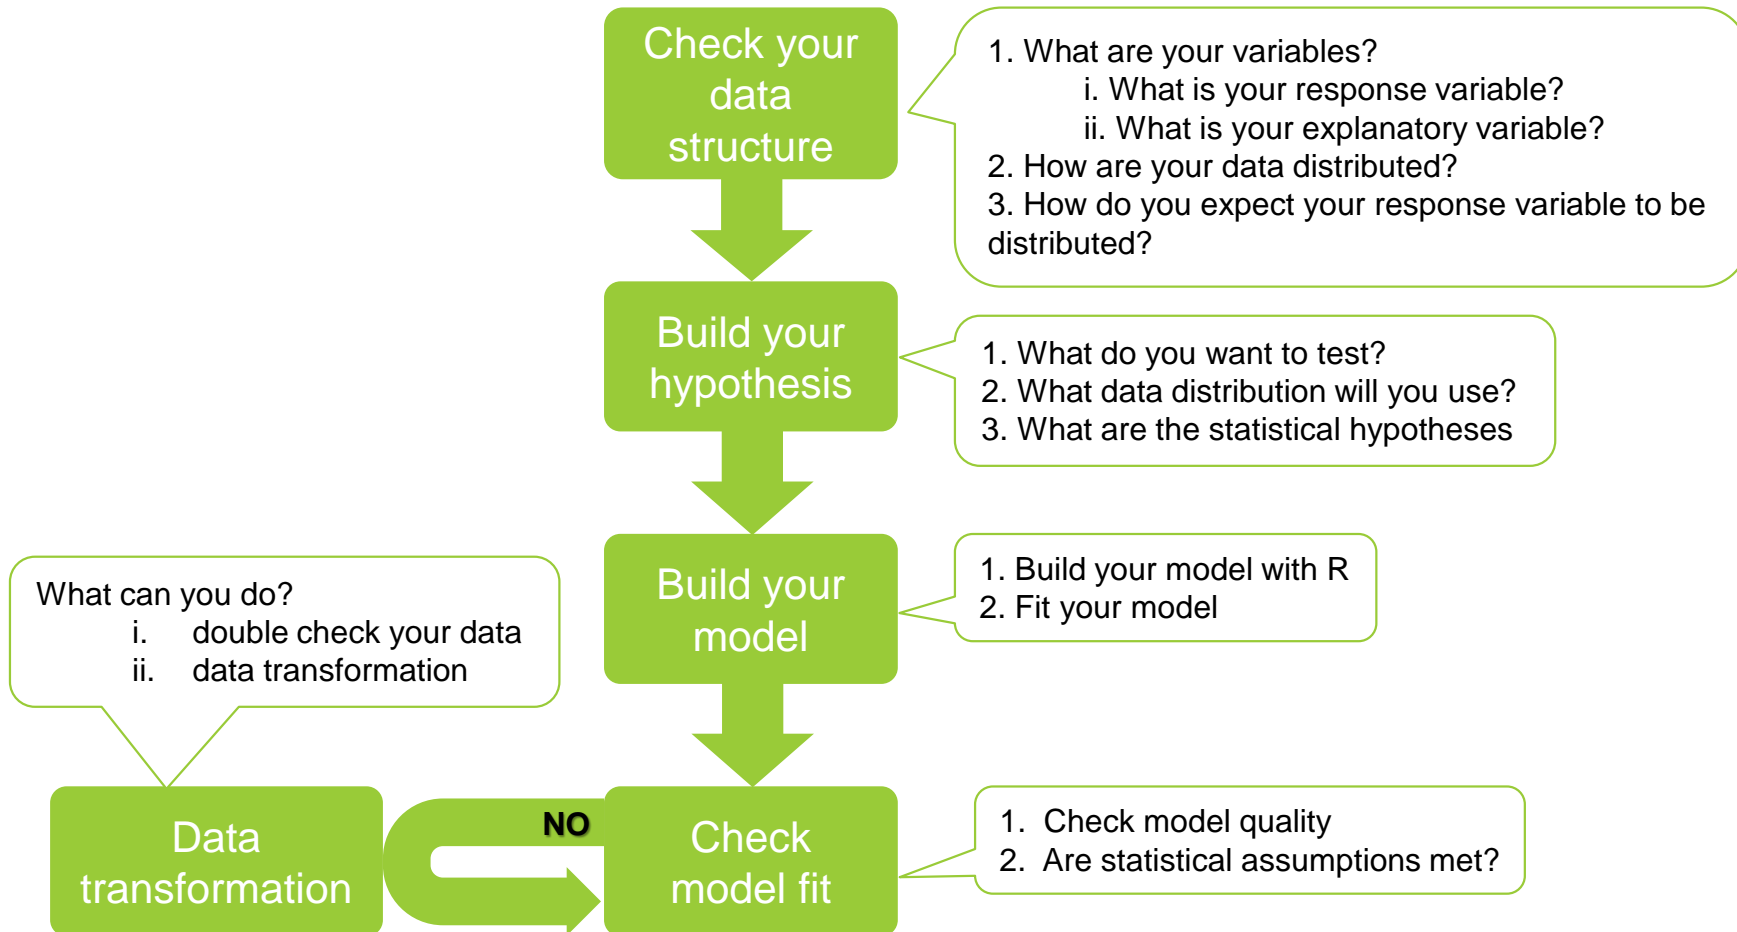 Check your
data
structure
1. What are your variables?
i. What is your response variable?
ii. What is your explanatory variable?
2. How are your data distributed?
3. How do you expect your response variable to be
distributed?
Build your
hypothesis
1. What do you want to test?
2. What data distribution will you use?
3. What are the statistical hypotheses
Build your
model
1. Build your model with R
2. Fit your model
What can you do?
i. double check your data
ii. data transformation
Data
transformation
NO
Check
model fit
1. Check model quality
2. Are statistical assumptions met?